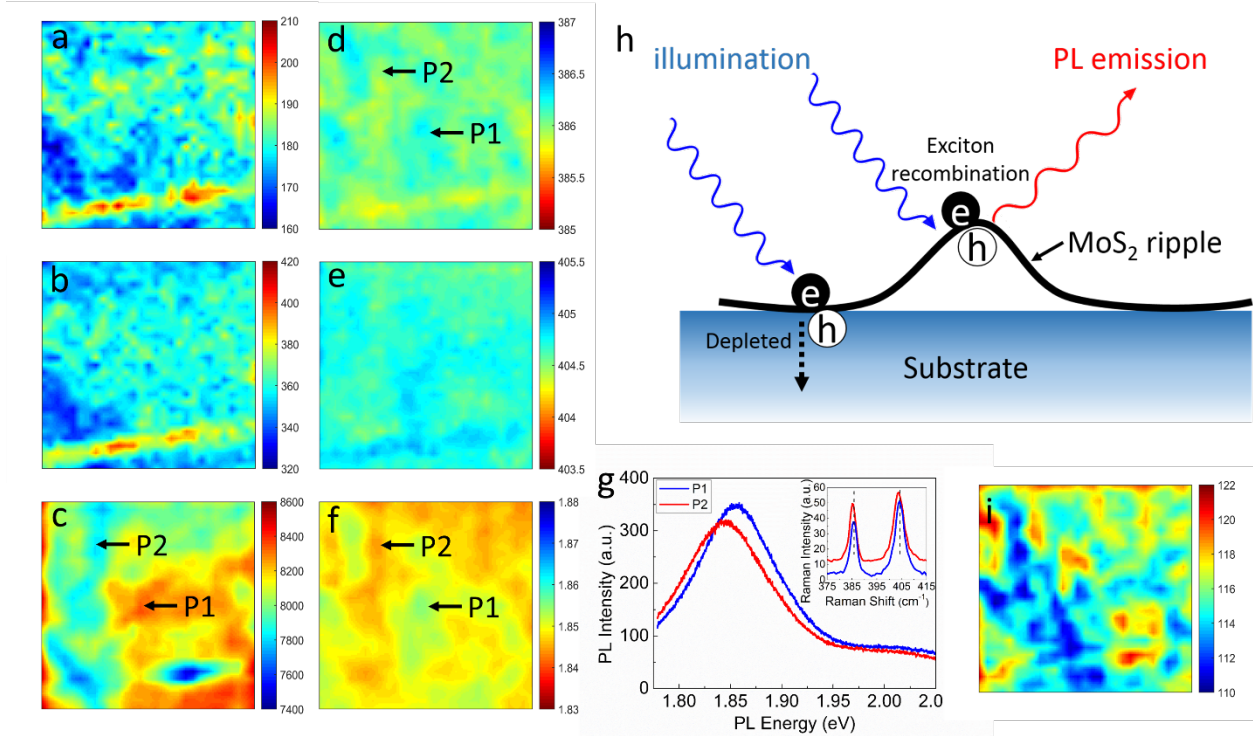 a
210
200
190
180
170
160
d
387
386.5
386
385.5
385
P2
P1
b
420
400
380
360
340
320
e
405.5
405
404.5
404
403.5
c
8600
8400
8200
8000
7800
7600
7400
P2
P1
f
1.88
1.87
1.86
1.85
1.84
1.83
P2
P1
h
illumination
PL emission
Exciton
recombination
e
h
MoS₂ ripple
e
h
Depleted
Substrate
g
400
300
200
100
0
PL Intensity (a.u.)
P1
P2
1.80
1.85
1.90
1.95
2.00
2.0
PL Energy (eV)
60
50
40
30
20
10
0
Raman Intensity (a.u.)
375
385
395
405
415
Raman Shift (cm⁻¹)
i
122
120
118
116
114
112
110